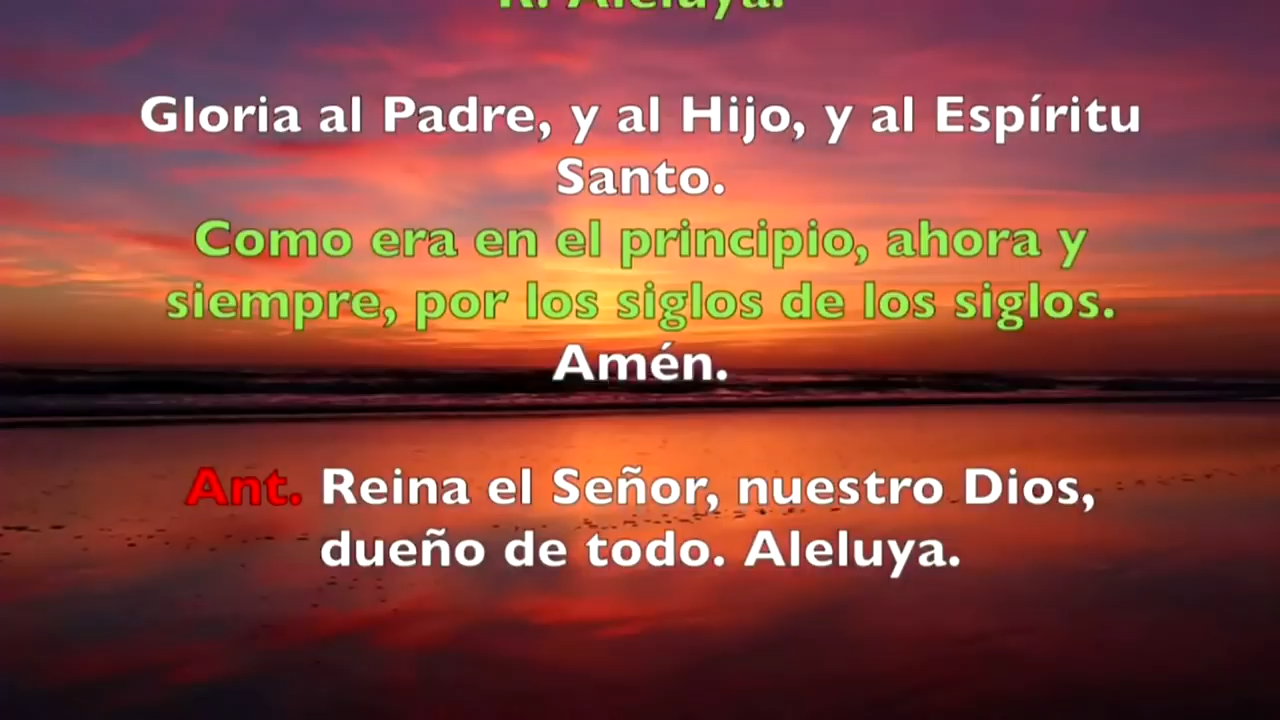 R. Aleluya.
Gloria al Padre, y al Hijo, y al Espíritu
Santo.
Como era en el principio, ahora y
siempre, por los siglos de los siglos.
Amén.
Ant. Reina el Señor, nuestro Dios,
dueño de todo. Aleluya.